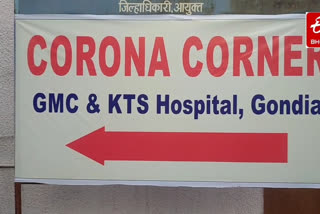 जिल्हाधिकारी, आयुक्त
CORONA CORNER
GMC & KTS Hospital, Gondia